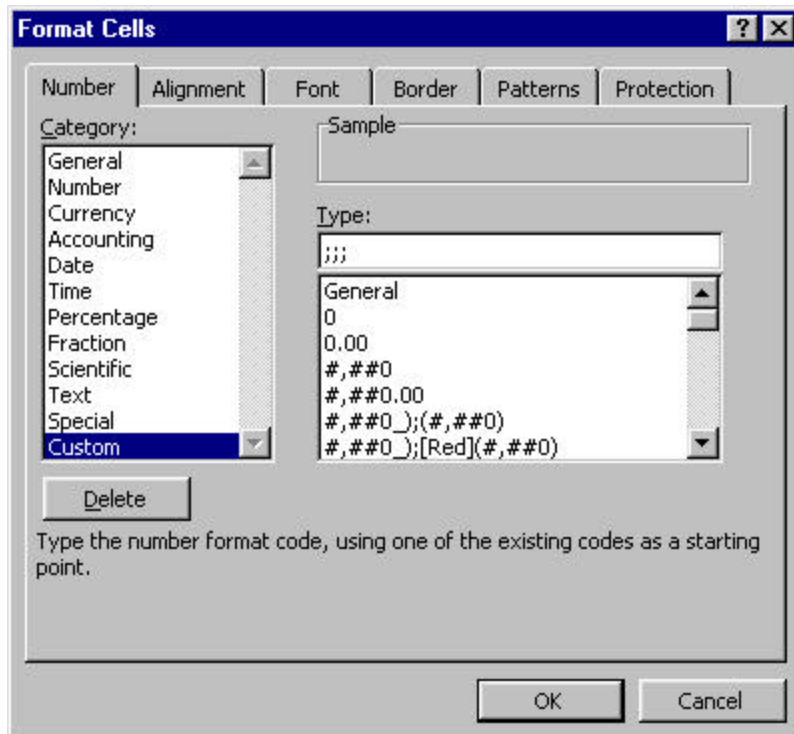 Format Cells
Number Alignment Font Border Patterns Protection
Category:
General
Number
Currency
Accounting
Date
Time
Percentage
Fraction
Scientific
Text
Special
Custom
Sample
Type:
;;;
General
0
0.00
#,##0
#,##0.00
#,##0_);(#,##0)
#,##0_);[Red](#,##0)
Delete
Type the number format code, using one of the existing codes as a starting
point.
OK Cancel